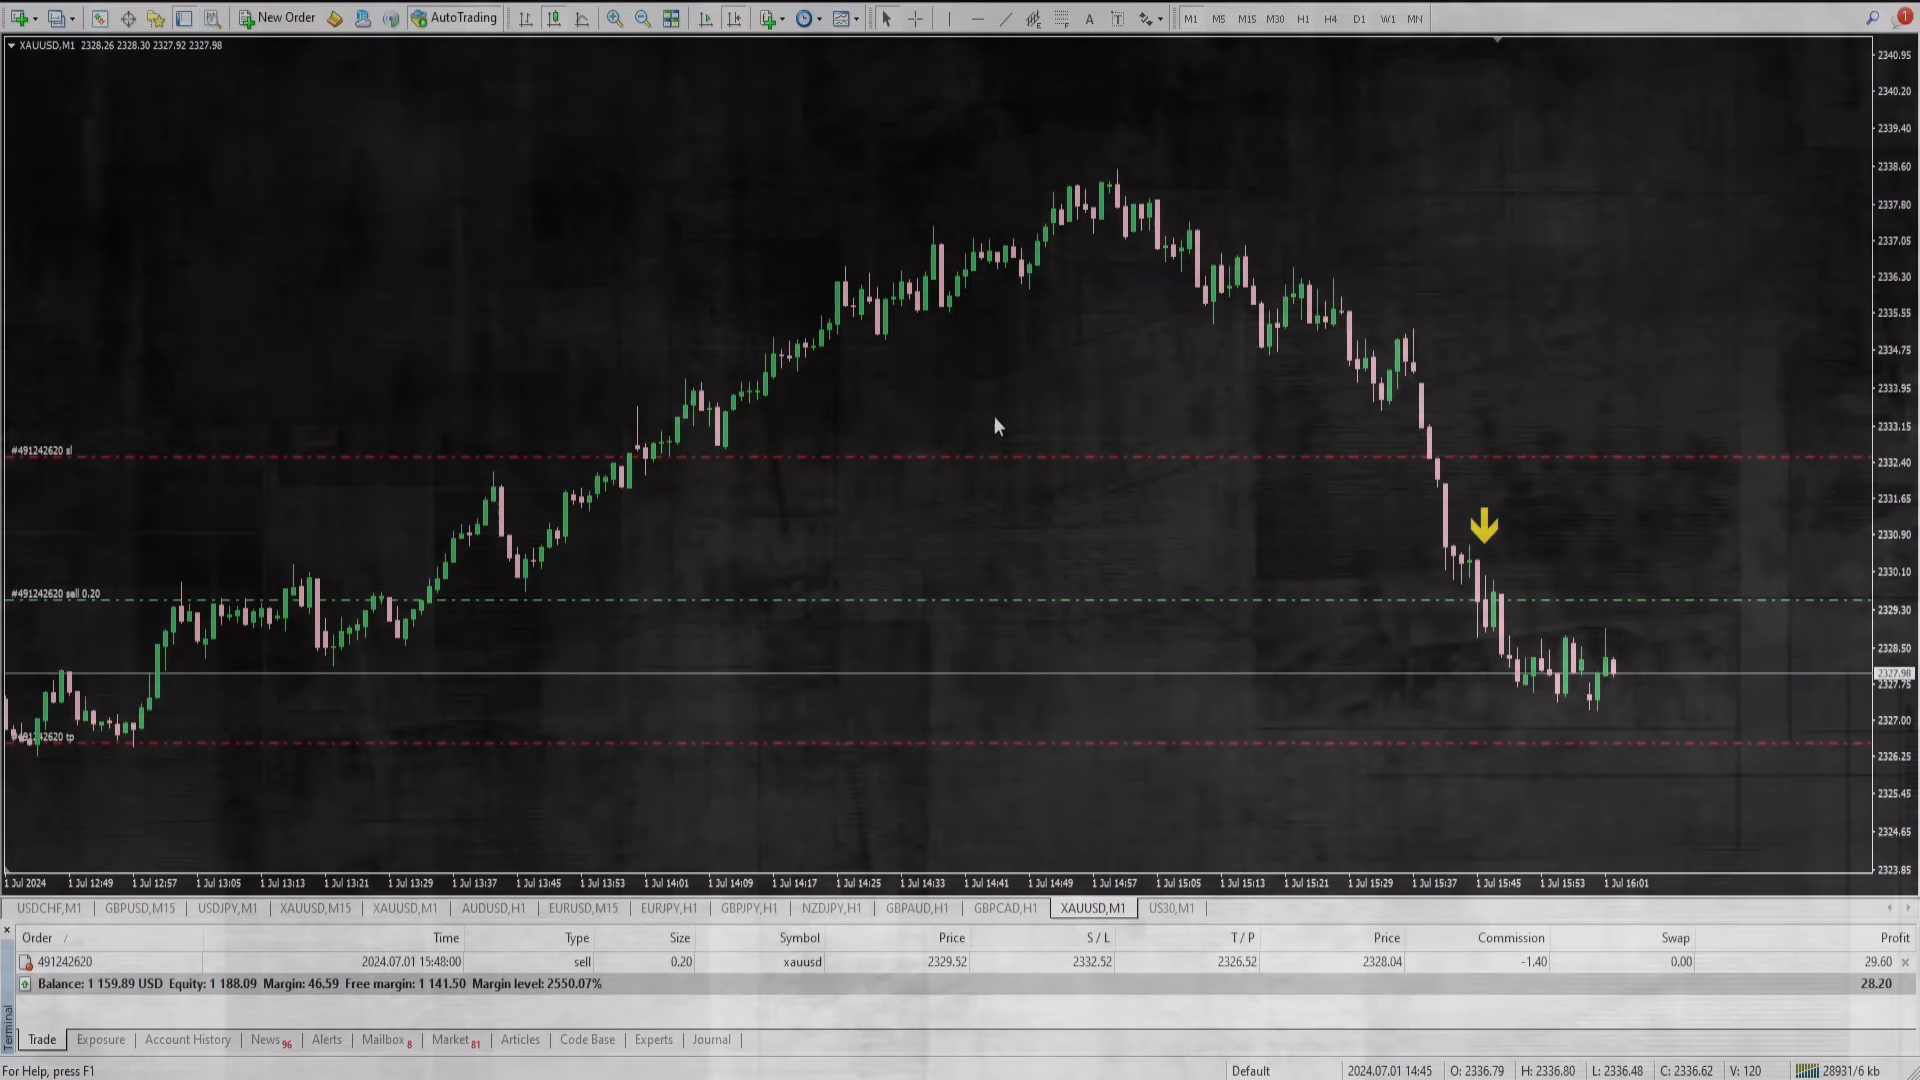 New Order AutoTrading A T M1 M5 M15 M30 H1 H4 D1 W1 MN 1
XAUUSD,M1 2328.26 2328.30 2327.92 2327.98
2340.95
2340.20
2339.40
2338.60
2337.80
2337.05
2336.30
2335.55
2334.75
2333.95
2333.15
#491242620 sl
2332.40
2331.65
2330.90
2330.10
#491242620 sell 0.20
2329.30
2328.50
2327.98
2327.75
2327.00
#491242620 tp
2326.25
2325.45
2324.65
2323.85
1 Jul 2024 1 Jul 12:49 1 Jul 12:57 1 Jul 13:05 1 Jul 13:13 1 Jul 13:21 1 Jul 13:29 1 Jul 13:37 1 Jul 13:45 1 Jul 13:53 1 Jul 14:01 1 Jul 14:09 1 Jul 14:17 1 Jul 14:25 1 Jul 14:33 1 Jul 14:41 1 Jul 14:49 1 Jul 14:57 1 Jul 15:05 1 Jul 15:13 1 Jul 15:21 1 Jul 15:29 1 Jul 15:37 1 Jul 15:45 1 Jul 15:53 1 Jul 16:01
USDCHF,M1 GBPUSD,M15 USDJPY,M1 XAUUSD,M15 XAUUSD,M1 AUDUSD,H1 EURUSD,M15 EURJPY,H1 GBPJPY,H1 NZDJPY,H1 GBPAUD,H1 GBPCAD,H1 XAUUSD,M1 US30,M1
Order / Time Type Size Symbol Price S / L T / P Price Commission Swap Profit
491242620 2024.07.01 15:48:00 sell 0.20 xauusd 2329.52 2332.52 2326.52 2328.04 -1.40 0.00 29.60
Balance: 1 159.89 USD Equity: 1 188.09 Margin: 46.59 Free margin: 1 141.50 Margin level: 2550.07% 28.20
Terminal
Trade Exposure Account History News 96 Alerts Mailbox 8 Market 81 Articles Code Base Experts Journal
For Help, press F1 Default 2024.07.01 14:45 O: 2336.79 H: 2336.80 L: 2336.48 C: 2336.62 V: 120 28931/6 kb